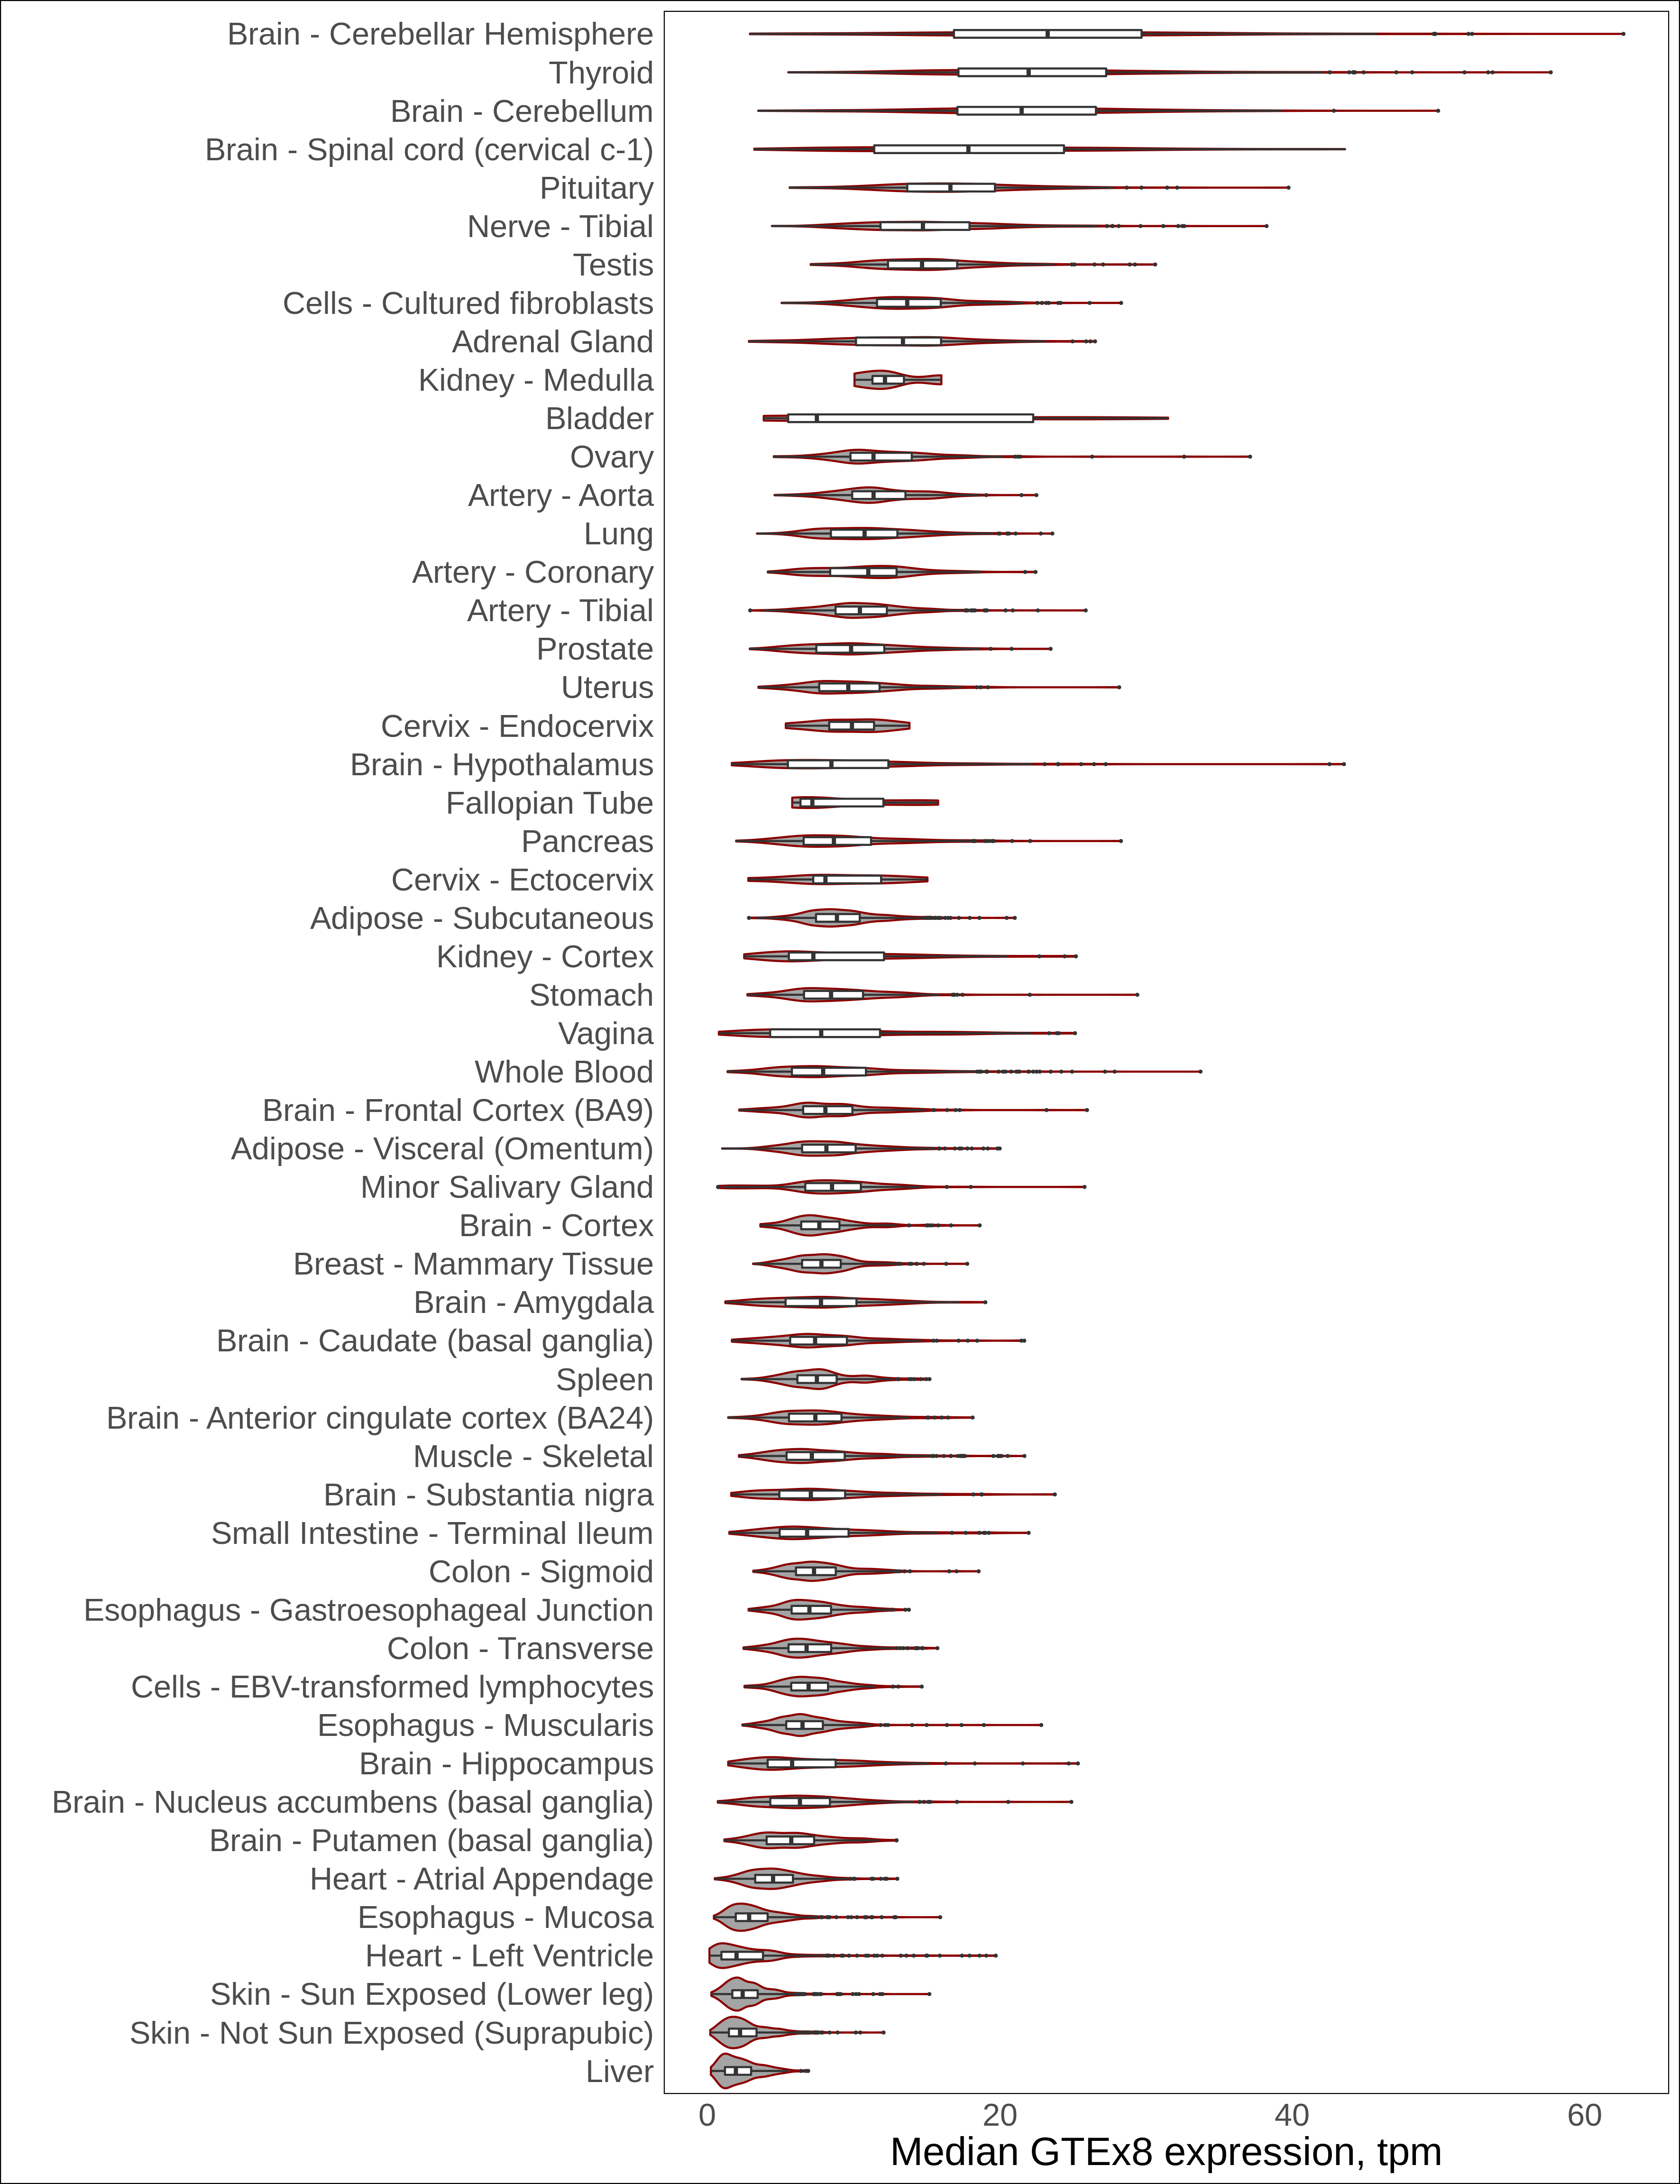 Brain - Cerebellar Hemisphere
Thyroid
Brain - Cerebellum
Brain - Spinal cord (cervical c-1)
Pituitary
Nerve - Tibial
Testis
Cells - Cultured fibroblasts
Adrenal Gland
Kidney - Medulla
Bladder
Ovary
Artery - Aorta
Lung
Artery - Coronary
Artery - Tibial
Prostate
Uterus
Cervix - Endocervix
Brain - Hypothalamus
Fallopian Tube
Pancreas
Cervix - Ectocervix
Adipose - Subcutaneous
Kidney - Cortex
Stomach
Vagina
Whole Blood
Brain - Frontal Cortex (BA9)
Adipose - Visceral (Omentum)
Minor Salivary Gland
Brain - Cortex
Breast - Mammary Tissue
Brain - Amygdala
Brain - Caudate (basal ganglia)
Spleen
Brain - Anterior cingulate cortex (BA24)
Muscle - Skeletal
Brain - Substantia nigra
Small Intestine - Terminal Ileum
Colon - Sigmoid
Esophagus - Gastroesophageal Junction
Colon - Transverse
Cells - EBV-transformed lymphocytes
Esophagus - Muscularis
Brain - Hippocampus
Brain - Nucleus accumbens (basal ganglia)
Brain - Putamen (basal ganglia)
Heart - Atrial Appendage
Esophagus - Mucosa
Heart - Left Ventricle
Skin - Sun Exposed (Lower leg)
Skin - Not Sun Exposed (Suprapubic)
Liver
0 20 40 60
Median GTEx8 expression, tpm